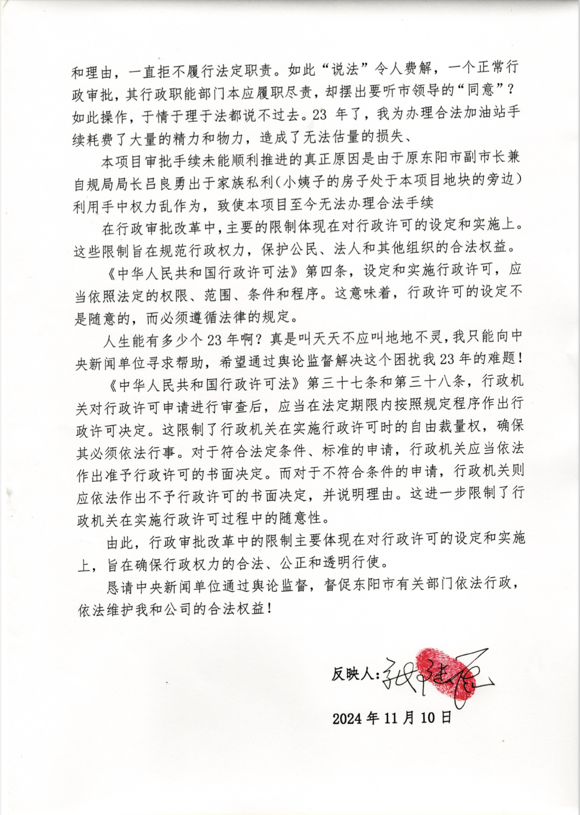 和理由，一直拒不履行法定职责。如此“说法”令人费解，一个正常行
政审批，其行政职能部门本应履职尽责，却摆出要听市领导的“同意”？
如此操作，于情于理于法都说不过去。23 年了，我为办理合法加油站手
续耗费了大量的精力和物力，造成了无法估量的损失、
本项目审批手续未能顺利推进的真正原因是由于原东阳市副市长兼
自规局局长吕良勇出于家族私利(小姨子的房子处于本项目地块的旁边)
利用手中权力乱作为，致使本项目至今无法办理合法手续
在行政审批改革中，主要的限制体现在对行政许可的设定和实施上。
这些限制旨在规范行政权力，保护公民、法人和其他组织的合法权益。
《中华人民共和国行政许可法》第四条，设定和实施行政许可，应
当依照法定的权限、范围、条件和程序。这意味着，行政许可的设定不
是随意的，而必须遵循法律的规定。
人生能有多少个 23 年啊？真是叫天天不应叫地地不灵，我只能向中
央新闻单位寻求帮助，希望通过舆论监督解决这个困扰我 23 年的难题！
《中华人民共和国行政许可法》第三十七条和第三十八条，行政机
关对行政许可申请进行审查后，应当在法定期限内按照规定程序作出行
政许可决定。这限制了行政机关在实施行政许可时的自由裁量权，确保
其必须依法行事。对于符合法定条件、标准的申请，行政机关应当依法
作出准予行政许可的书面决定。而对于不符合条件的申请，行政机关则
应依法作出不予行政许可的书面决定，并说明理由。这进一步限制了行
政机关在实施行政许可过程中的随意性。
由此，行政审批改革中的限制主要体现在对行政许可的设定和实施
上，旨在确保行政权力的合法、公正和透明行使。
恳请中央新闻单位通过舆论监督，督促东阳市有关部门依法行政，
依法维护我和公司的合法权益！
反映人：
2024 年 11 月 10 日